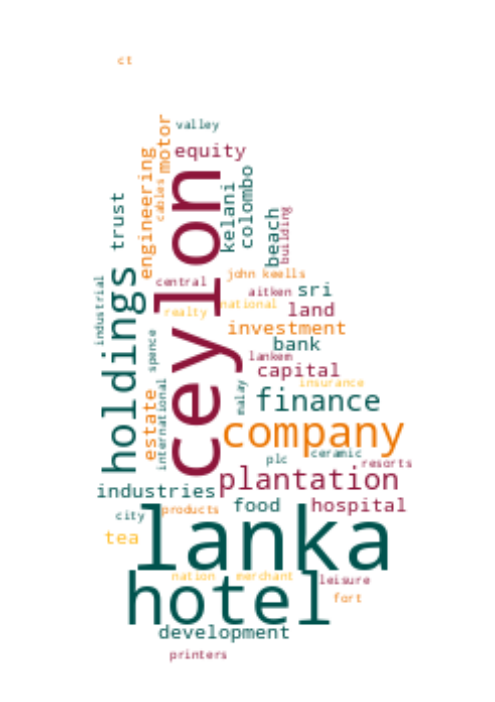 ct
valley
motor
equity
engineering
cables
ceylon
kelani
colombo
trust
beach
building
holdings
industrial
central
john keells
aitken
sri
national
realty
land
investment
spence
bank
lankem
capital
insurance
malay
international
estate
finance
company
ceramic
plc
resorts
plantation
industries
food
hospital
products
city
lanka
tea
nation
merchant
leisure
hotel
fort
development
printers